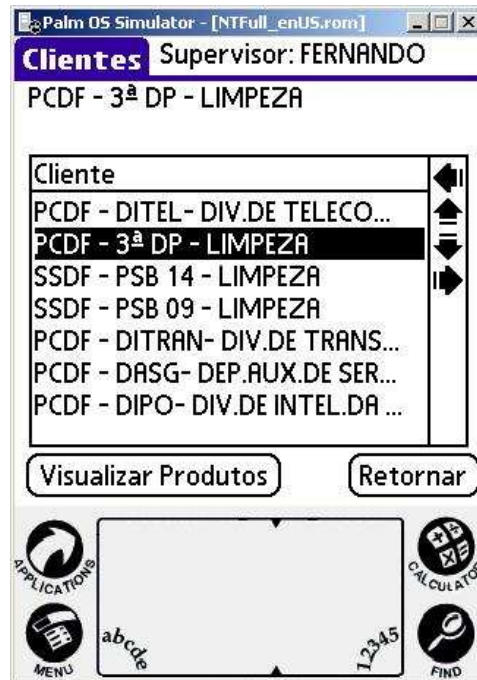 Palm OS Simulator - [NTFull_enUS.rom]
Clientes Supervisor: FERNANDO
PCDF - 3ª DP - LIMPEZA
Cliente
PCDF - DITEL- DIV.DE TELECO...
PCDF - 3ª DP - LIMPEZA
SSDF - PSB 14 - LIMPEZA
SSDF - PSB 09 - LIMPEZA
PCDF - DITRAN- DIV.DE TRANS...
PCDF - DASG- DEP.AUX.DE SER...
PCDF - DIPO- DIV.DE INTEL.DA ...
Visualizar Produtos Retornar
APPLICATIONS CALCULATOR
abcde 12345
MENU FIND